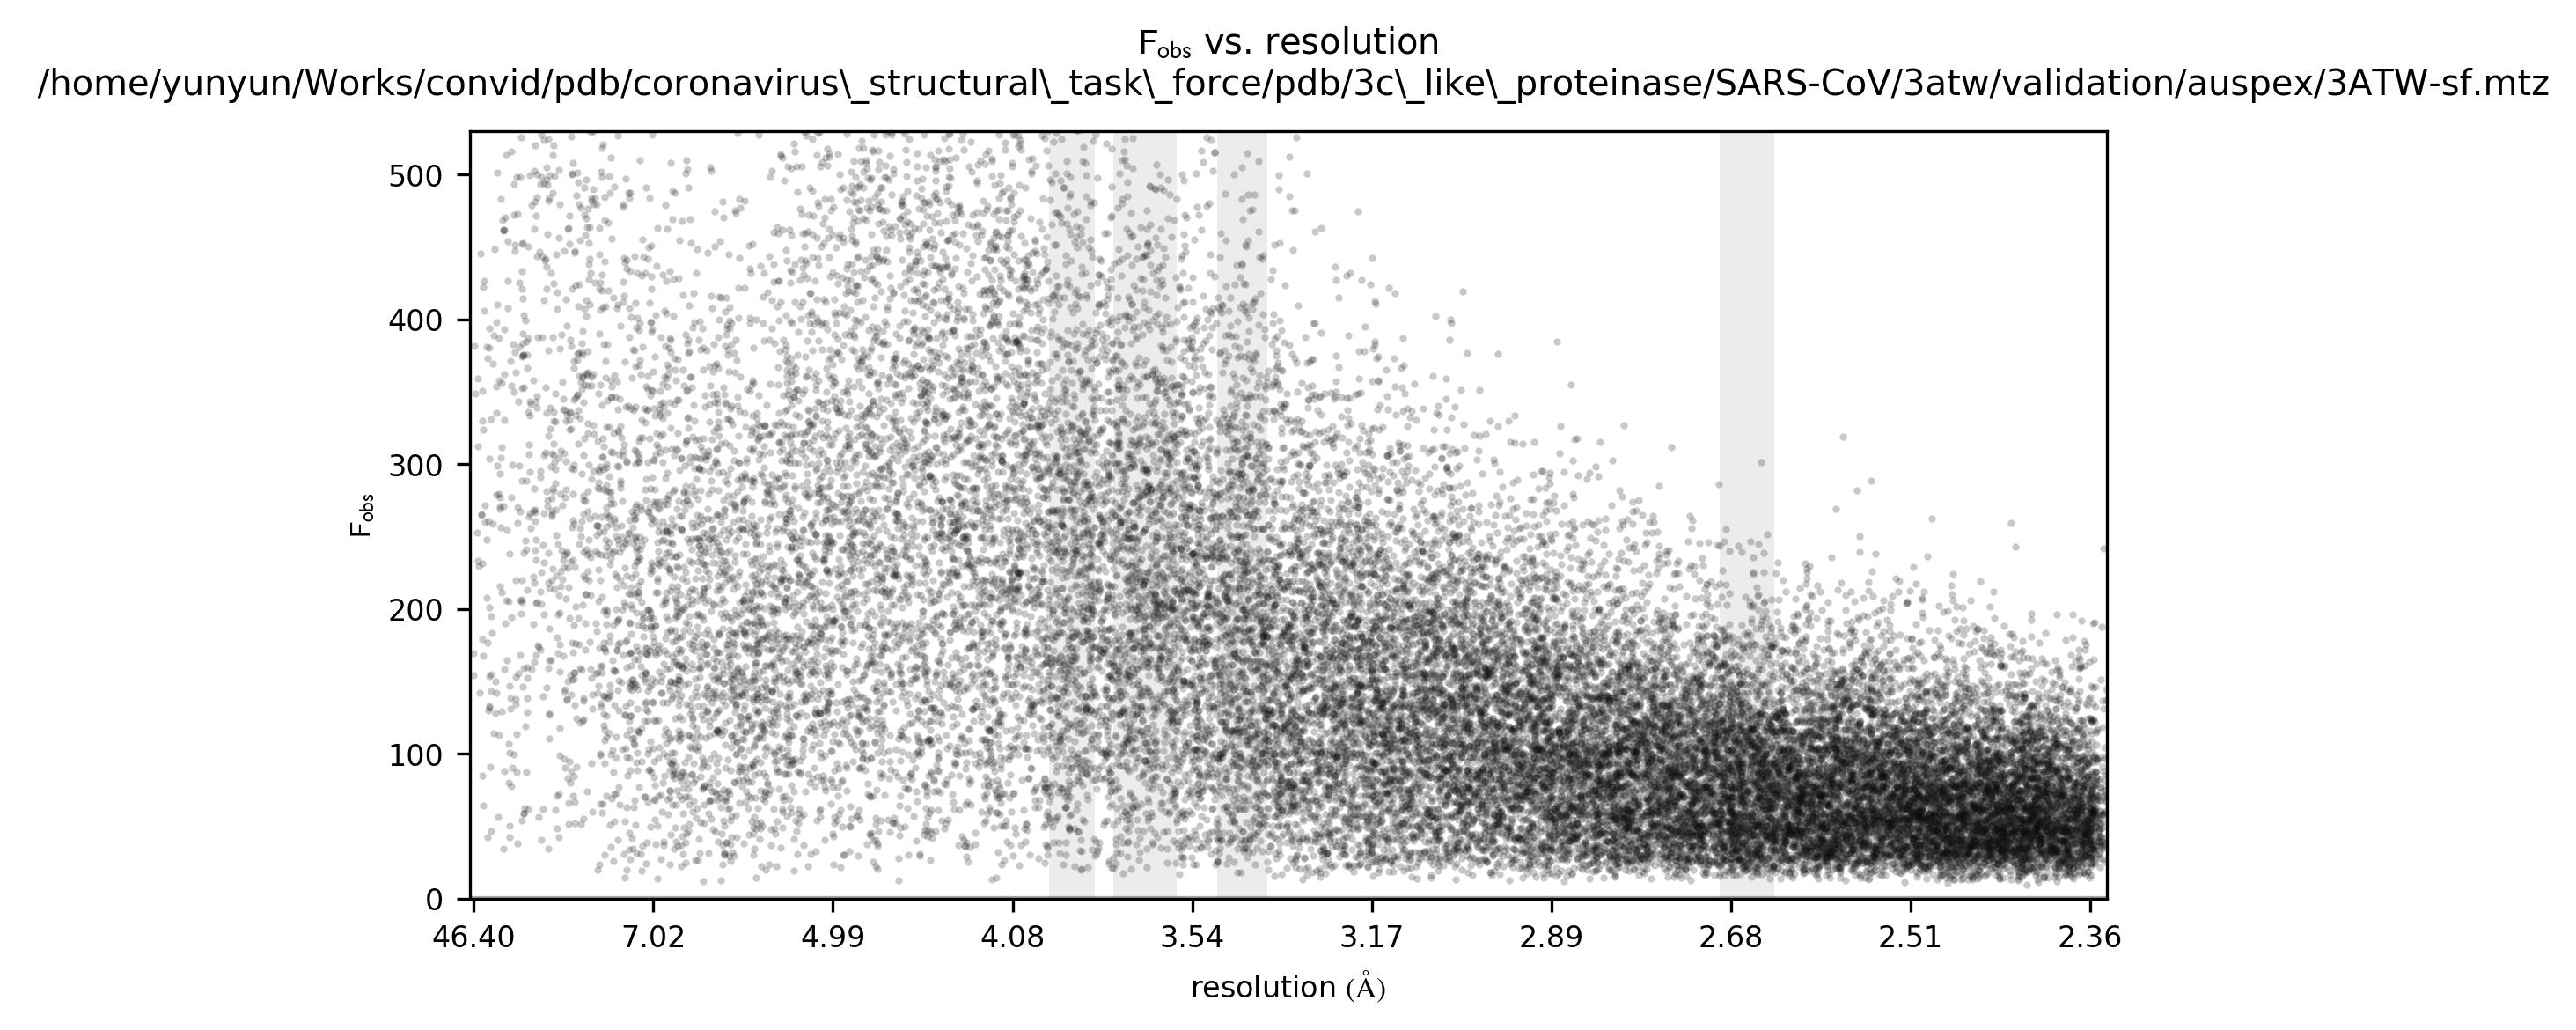 F_obs vs. resolution
/home/yunyun/Works/convid/pdb/coronavirus\_structural\_task\_force/pdb/3c\_like\_proteinase/SARS-CoV/3atw/validation/auspex/3ATW-sf.mtz
500
400
300
200
100
0
F_obs
46.40 7.02 4.99 4.08 3.54 3.17 2.89 2.68 2.51 2.36
resolution (Å)